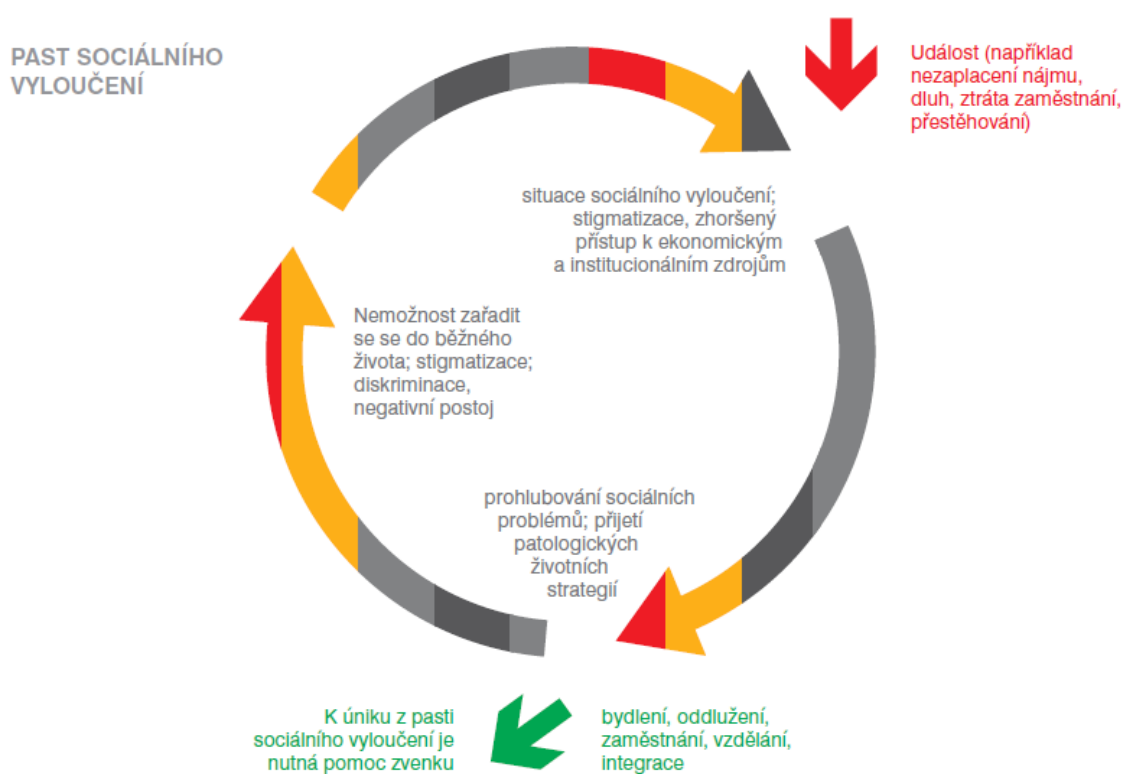 PAST SOCIÁLNÍHO
VYLOUČENÍ
Událost (například
nezaplacení nájmu,
dluh, ztráta zaměstnání,
přestěhování)
situace sociálního vyloučení;
stigmatizace, zhoršený
přístup k ekonomickým
a institucionálním zdrojům
Nemožnost zařadit
se se do běžného
života; stigmatizace;
diskriminace,
negativní postoj
prohlubování sociálních
problémů; přijetí
patologických
životních
strategií
K úniku z pasti
sociálního vyloučení je
nutná pomoc zvenku
bydlení, oddlužení,
zaměstnání, vzdělání,
integrace